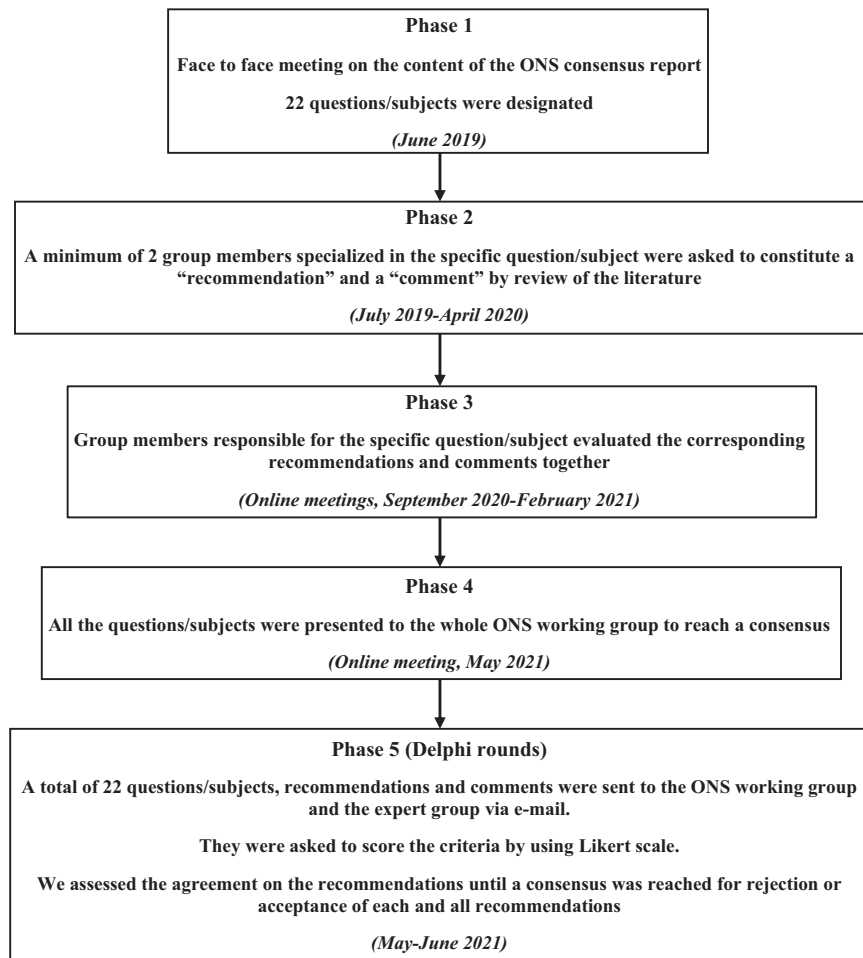 Phase 1
Face to face meeting on the content of the ONS consensus report
22 questions/subjects were designated
(June 2019)
Phase 2
A minimum of 2 group members specialized in the specific question/subject were asked to constitute a
“recommendation” and a “comment” by review of the literature
(July 2019-April 2020)
Phase 3
Group members responsible for the specific question/subject evaluated the corresponding
recommendations and comments together
(Online meetings, September 2020-February 2021)
Phase 4
All the questions/subjects were presented to the whole ONS working group to reach a consensus
(Online meeting, May 2021)
Phase 5 (Delphi rounds)
A total of 22 questions/subjects, recommendations and comments were sent to the ONS working group
and the expert group via e-mail.
They were asked to score the criteria by using Likert scale.
We assessed the agreement on the recommendations until a consensus was reached for rejection or
acceptance of each and all recommendations
(May-June 2021)